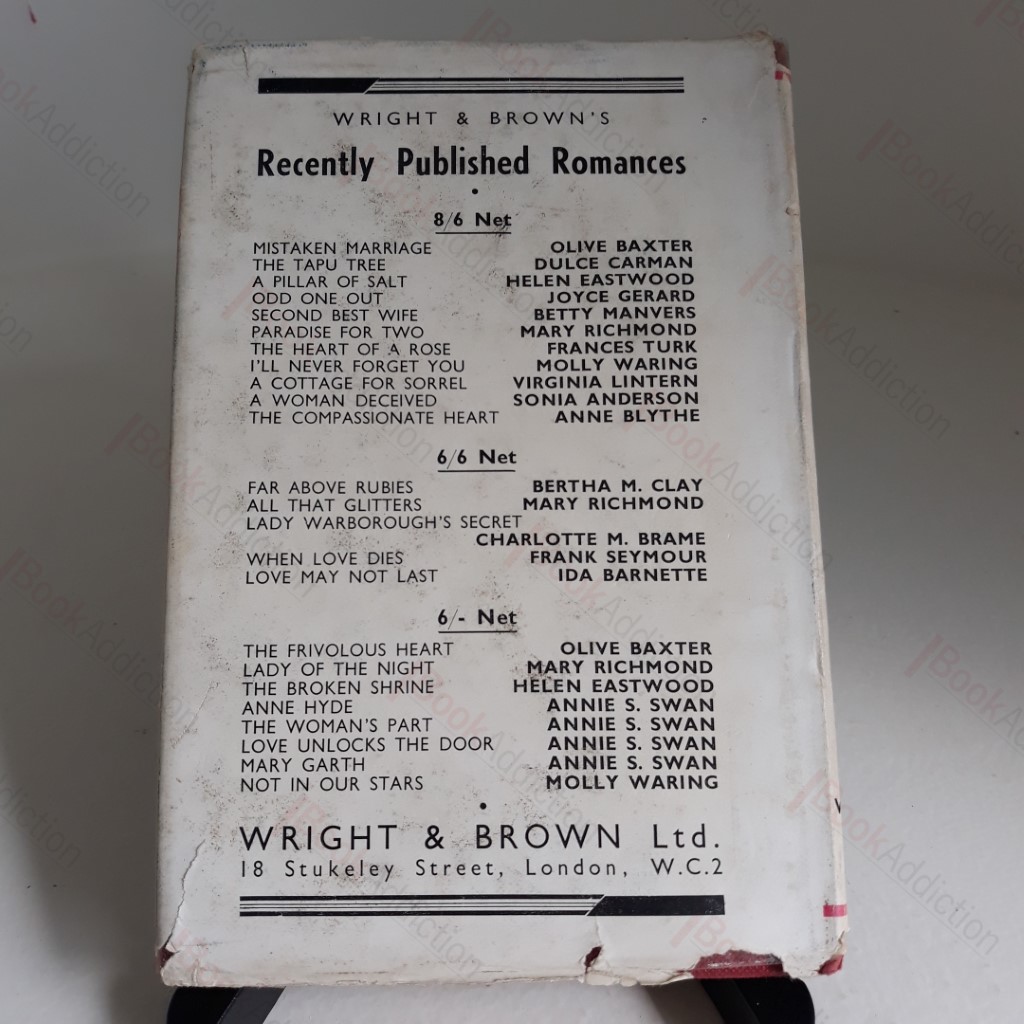 WRIGHT & BROWN'S
Recently Published Romances
8/6 Net
MISTAKEN MARRIAGE OLIVE BAXTER
THE TAPU TREE DULCE CARMAN
A PILLAR OF SALT HELEN EASTWOOD
ODD ONE OUT JOYCE GERARD
SECOND BEST WIFE BETTY MANVERS
PARADISE FOR TWO MARY RICHMOND
THE HEART OF A ROSE FRANCES TURK
I'LL NEVER FORGET YOU MOLLY WARING
A COTTAGE FOR SORREL VIRGINIA LINTERN
A WOMAN DECEIVED SONIA ANDERSON
THE COMPASSIONATE HEART ANNE BLYTHE
6/6 Net
FAR ABOVE RUBIES BERTHA M. CLAY
ALL THAT GLITTERS MARY RICHMOND
LADY WARBOROUGH'S SECRET
CHARLOTTE M. BRAME
WHEN LOVE DIES FRANK SEYMOUR
LOVE MAY NOT LAST IDA BARNETTE
6/- Net
THE FRIVOLOUS HEART OLIVE BAXTER
LADY OF THE NIGHT MARY RICHMOND
THE BROKEN SHRINE HELEN EASTWOOD
ANNE HYDE ANNIE S. SWAN
THE WOMAN'S PART ANNIE S. SWAN
LOVE UNLOCKS THE DOOR ANNIE S. SWAN
MARY GARTH ANNIE S. SWAN
NOT IN OUR STARS MOLLY WARING
WRIGHT & BROWN Ltd.
18 Stukeley Street, London, W.C.2
BookAddiction